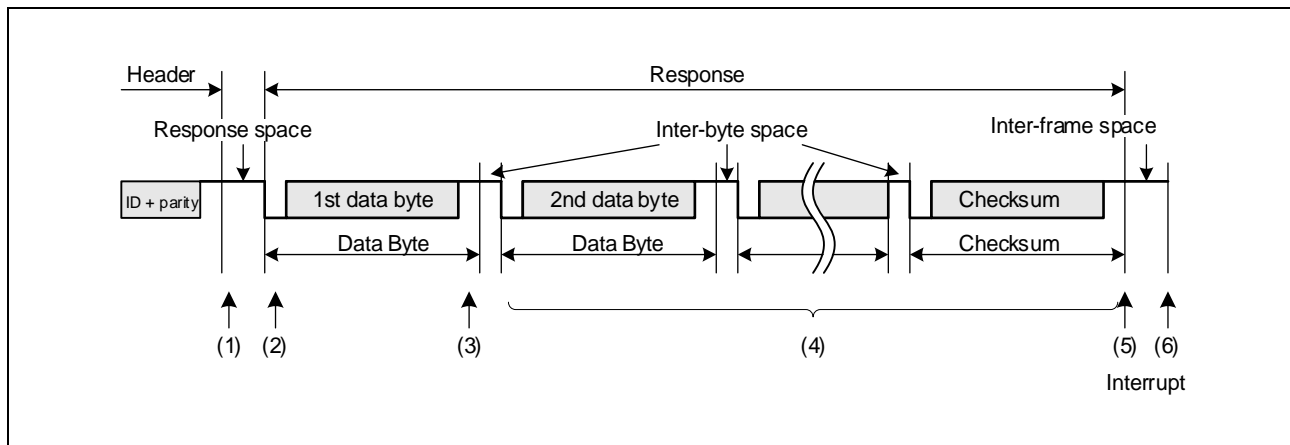 Header
Response
Response space
Inter-byte space
Inter-frame space
ID + parity
1st data byte
2nd data byte
Checksum
Data Byte
Data Byte
Checksum
(1)
(2)
(3)
(4)
(5)
(6)
Interrupt